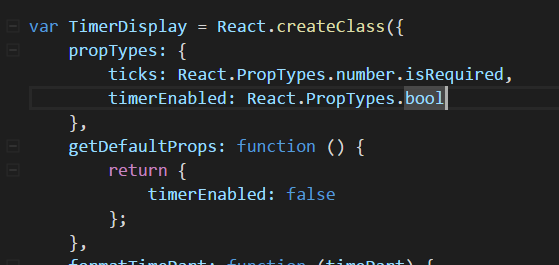 var TimerDisplay = React.createClass({
    propTypes: {
        ticks: React.PropTypes.number.isRequired,
        timerEnabled: React.PropTypes.bool
    },
    getDefaultProps: function () {
        return {
            timerEnabled: false
        };
    },
    formatTimePart: function (timePart) {